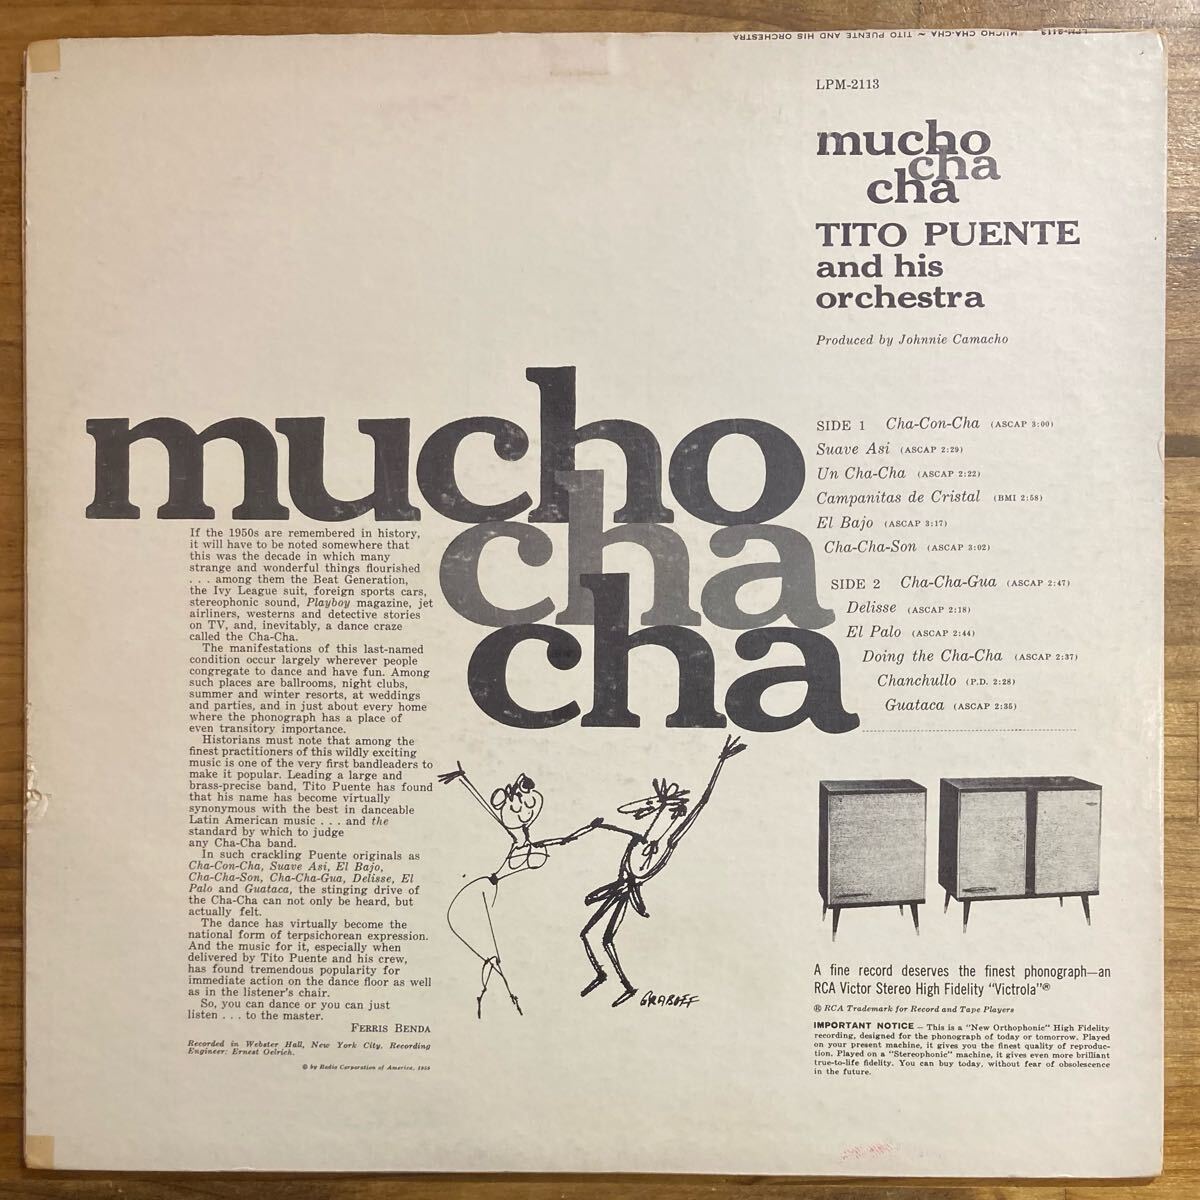 LPM-2113 MUCHO CHA-CHA ~ TITO PUENTE AND HIS ORCHESTRA
LPM-2113
mucho
cha
cha
TITO PUENTE
and his
orchestra
Produced by Johnnie Camacho
mucho
cha
cha
If the 1950s are remembered in history,
it will have to be noted somewhere that
this was the decade in which many
strange and wonderful things flourished
. . . among them the Beat Generation,
the Ivy League suit, foreign sports cars,
stereophonic sound, Playboy magazine, jet
airliners, westerns and detective stories
on TV, and, inevitably, a dance craze
called the Cha-Cha.
The manifestations of this last-named
condition occur largely wherever people
congregate to dance and have fun. Among
such places are ballrooms, night clubs,
summer and winter resorts, at weddings
and parties, and in just about every home
where the phonograph has a place of
even transitory importance.
Historians must note that among the
finest practitioners of this wildly exciting
music is one of the very first bandleaders to
make it popular. Leading a large and
brass-precise band, Tito Puente has found
that his name has become virtually
synonymous with the best in danceable
Latin American music . . . and the
standard by which to judge
any Cha-Cha band.
In such crackling Puente originals as
Cha-Con-Cha, Suave Asi, El Bajo,
Cha-Cha-Son, Cha-Cha-Gua, Delisse, El
Palo and Guataca, the stinging drive of
the Cha-Cha can not only be heard, but
actually felt.
The dance has virtually become the
national form of terpsichorean expression.
And the music for it, especially when
delivered by Tito Puente and his crew,
has found tremendous popularity for
immediate action on the dance floor as well
as in the listener's chair.
So, you can dance or you can just
listen . . . to the master.
FERRIS BENDA
Recorded in Webster Hall, New York City. Recording
Engineer: Ernest Oelrich.
© by Radio Corporation of America, 1959
GRABOFF
SIDE 1 Cha-Con-Cha (ASCAP 3:00)
Suave Asi (ASCAP 2:29)
Un Cha-Cha (ASCAP 2:22)
Campanitas de Cristal (BMI 2:58)
El Bajo (ASCAP 3:17)
Cha-Cha-Son (ASCAP 3:02)
SIDE 2 Cha-Cha-Gua (ASCAP 2:47)
Delisse (ASCAP 2:18)
El Palo (ASCAP 2:44)
Doing the Cha-Cha (ASCAP 2:37)
Chanchullo (P.D. 2:28)
Guataca (ASCAP 2:35)
A fine record deserves the finest phonograph—an
RCA Victor Stereo High Fidelity "Victrola"®
® RCA Trademark for Record and Tape Players
IMPORTANT NOTICE – This is a "New Orthophonic" High Fidelity
recording, designed for the phonograph of today or tomorrow. Played
on your present machine, it gives you the finest quality of reproduc-
tion. Played on a "Stereophonic" machine, it gives even more brilliant
true-to-life fidelity. You can buy today, without fear of obsolescence
in the future.